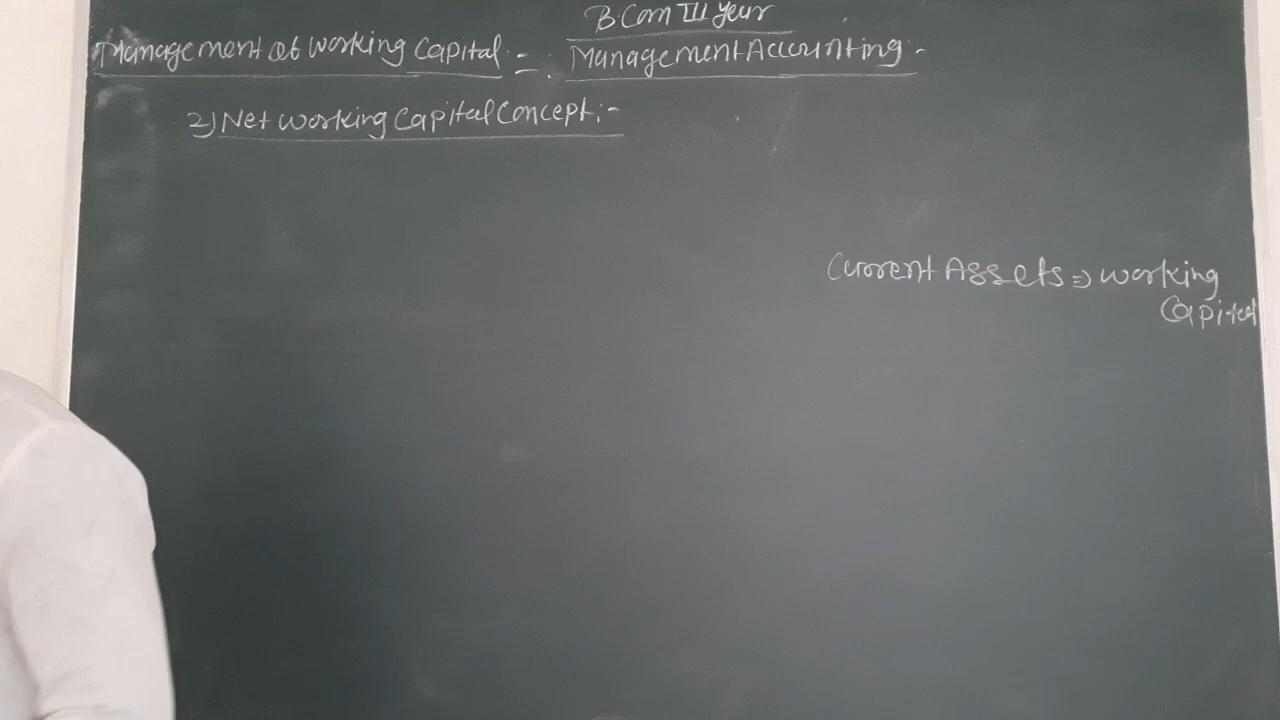 B.Com III Year
Management of Working Capital :- Management Accounting -
2) Net Working Capital Concept :-
Current Assets => Working
Capital